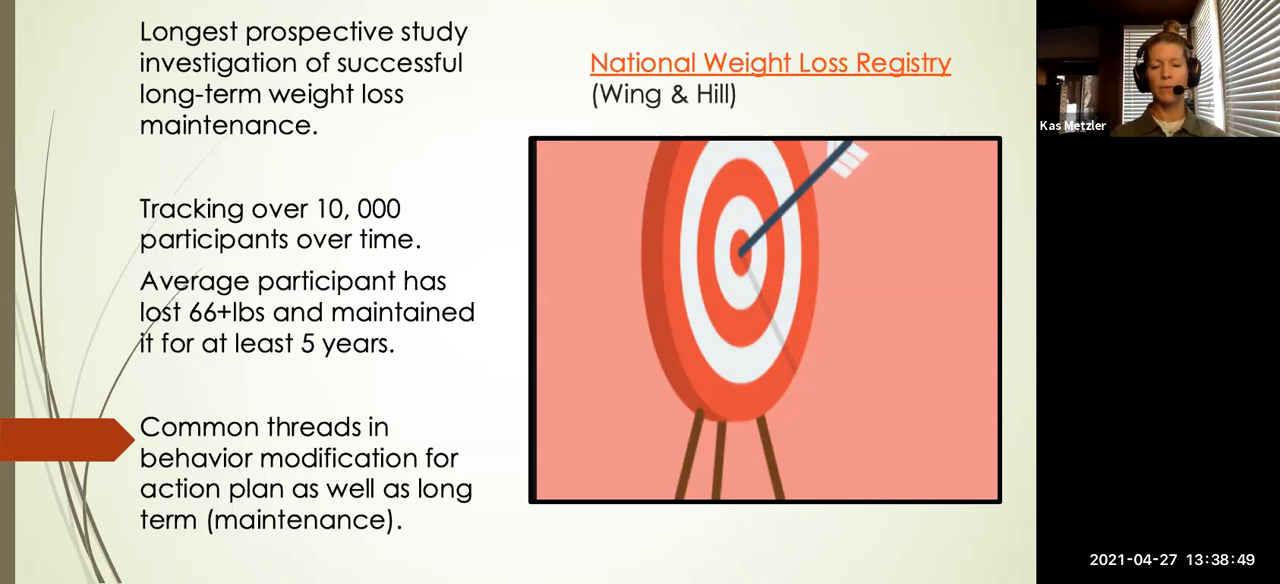 Longest prospective study
investigation of successful
long-term weight loss
maintenance.
Tracking over 10, 000
participants over time.
Average participant has
lost 66+lbs and maintained
it for at least 5 years.
Common threads in
behavior modification for
action plan as well as long
term (maintenance).
National Weight Loss Registry
(Wing & Hill)
Kas Metzler
2021-04-27 13:38:49